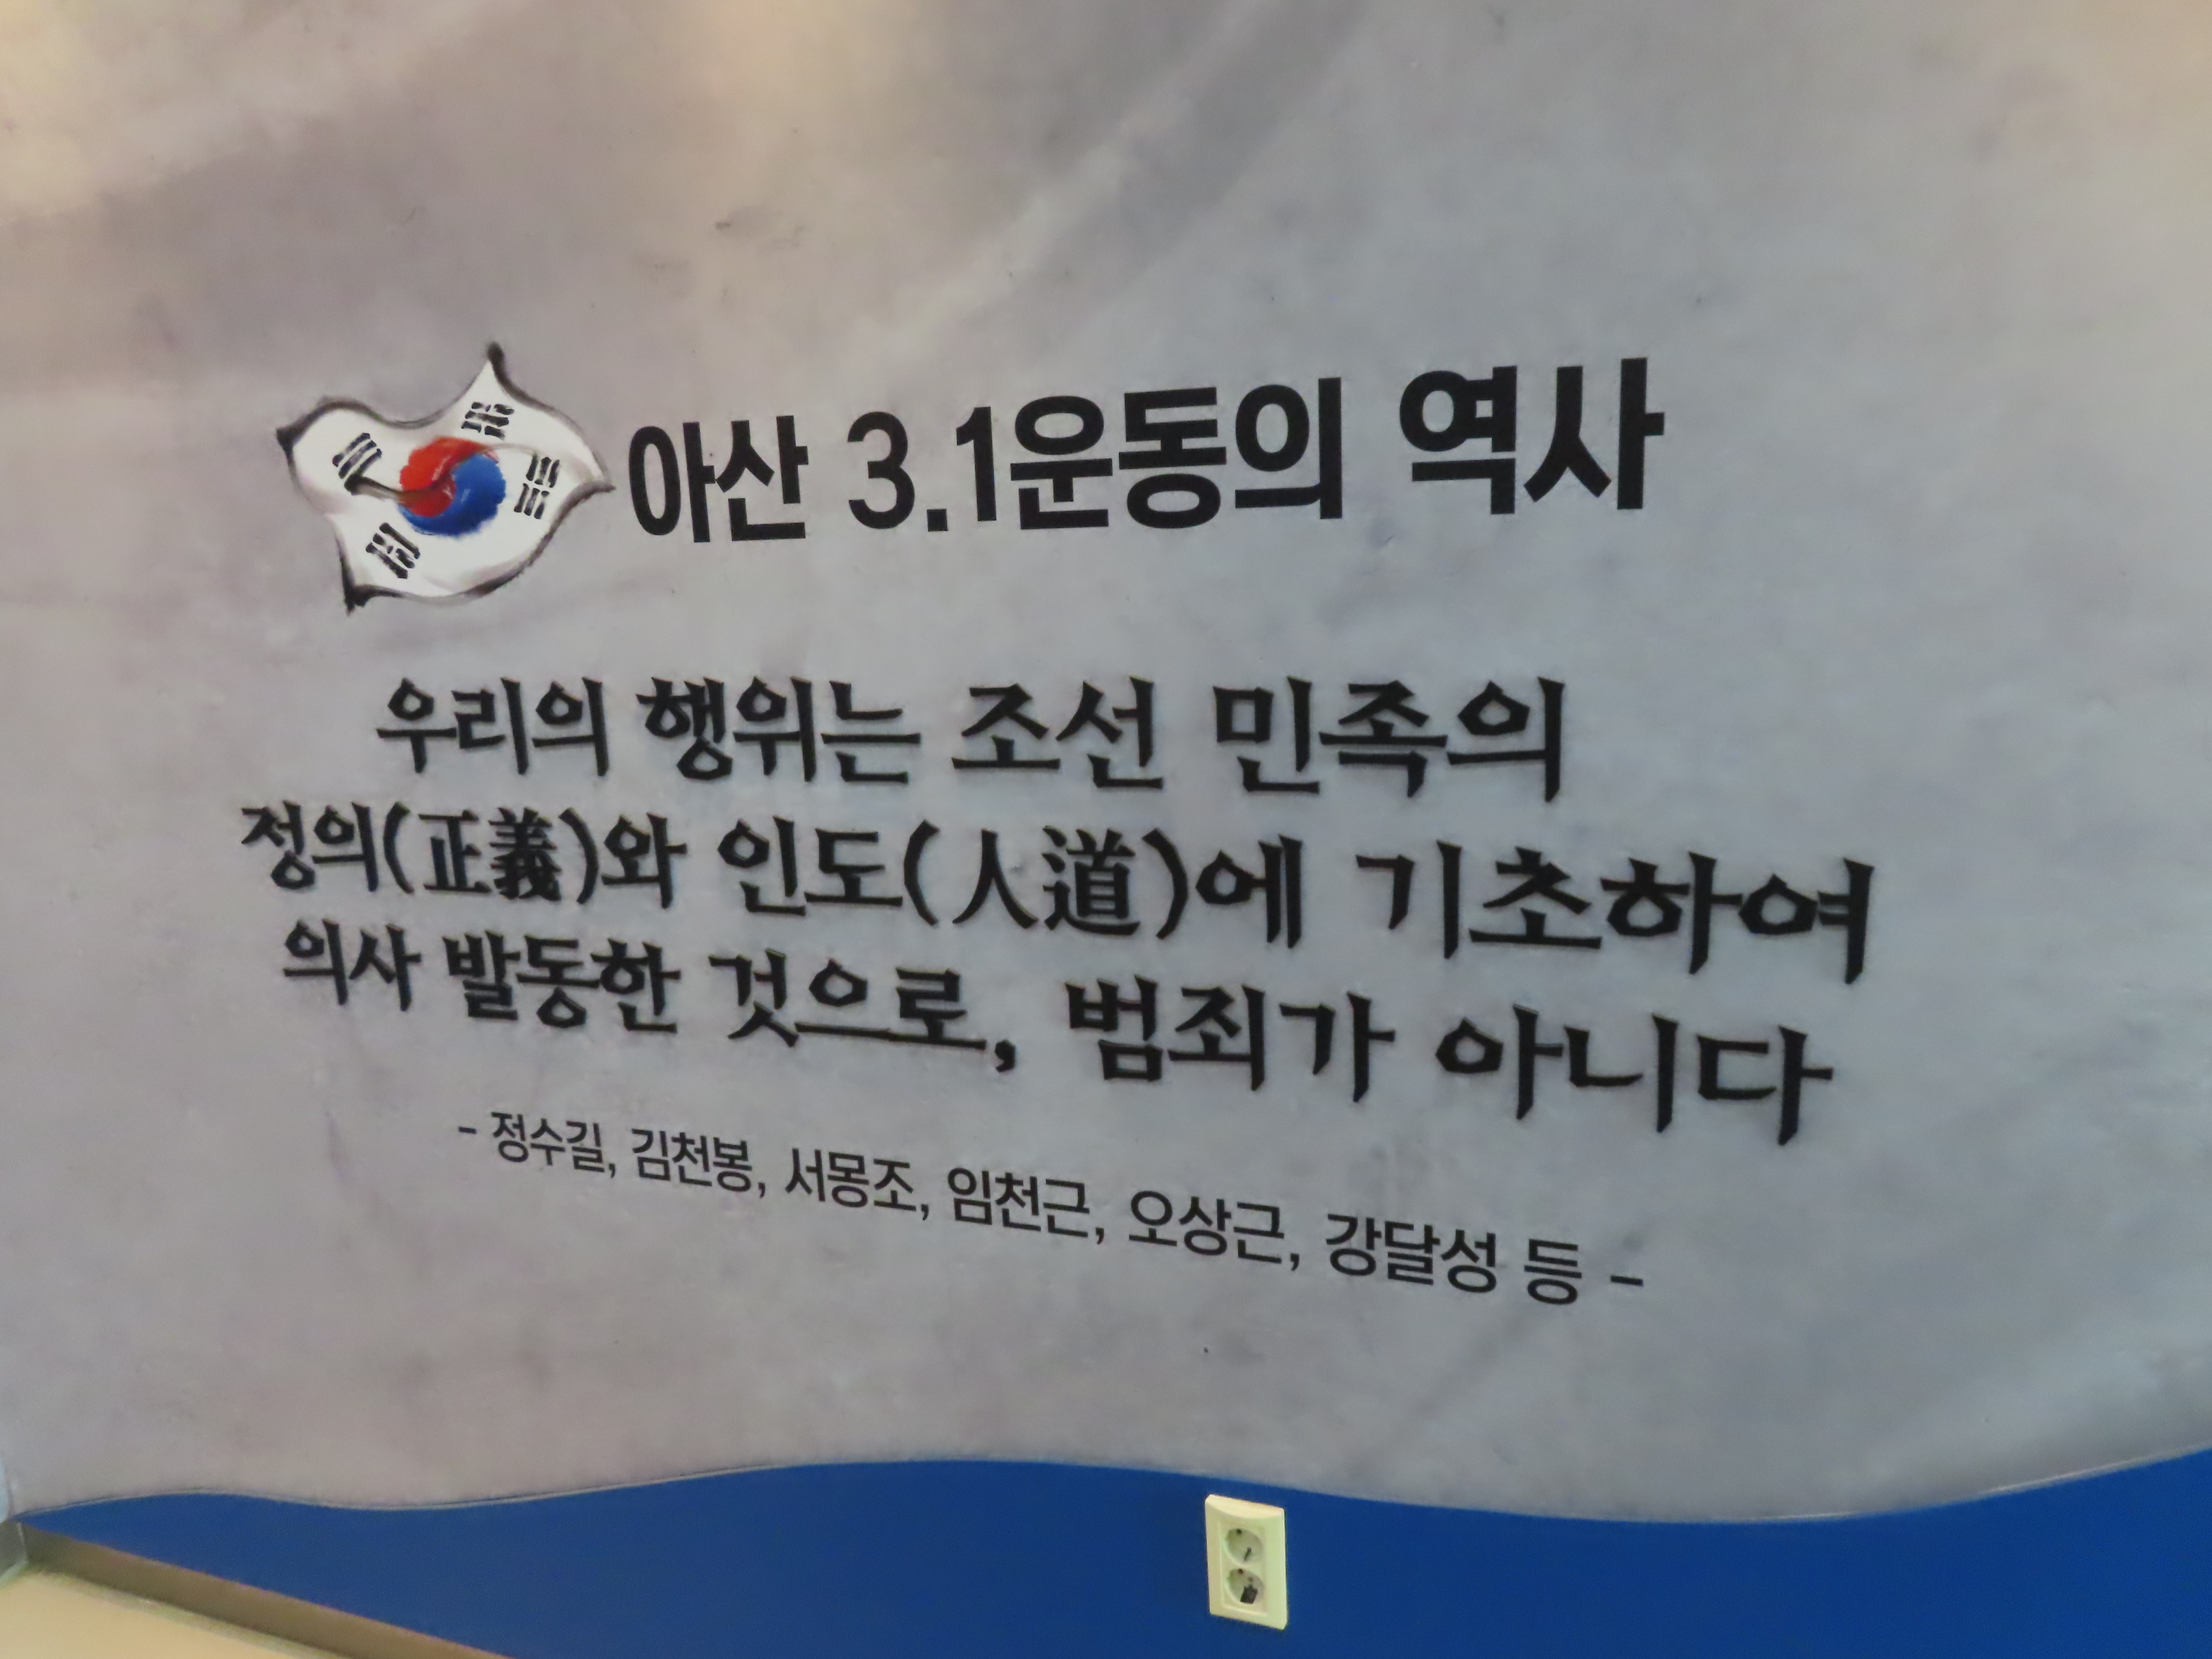 아산 3.1운동의 역사
우리의 행위는 조선 민족의
정의(正義)와 인도(人道)에 기초하여
의사 발동한 것으로, 범죄가 아니다
- 정수길, 김천봉, 서몽조, 임천근, 오상근, 강달성 등 -